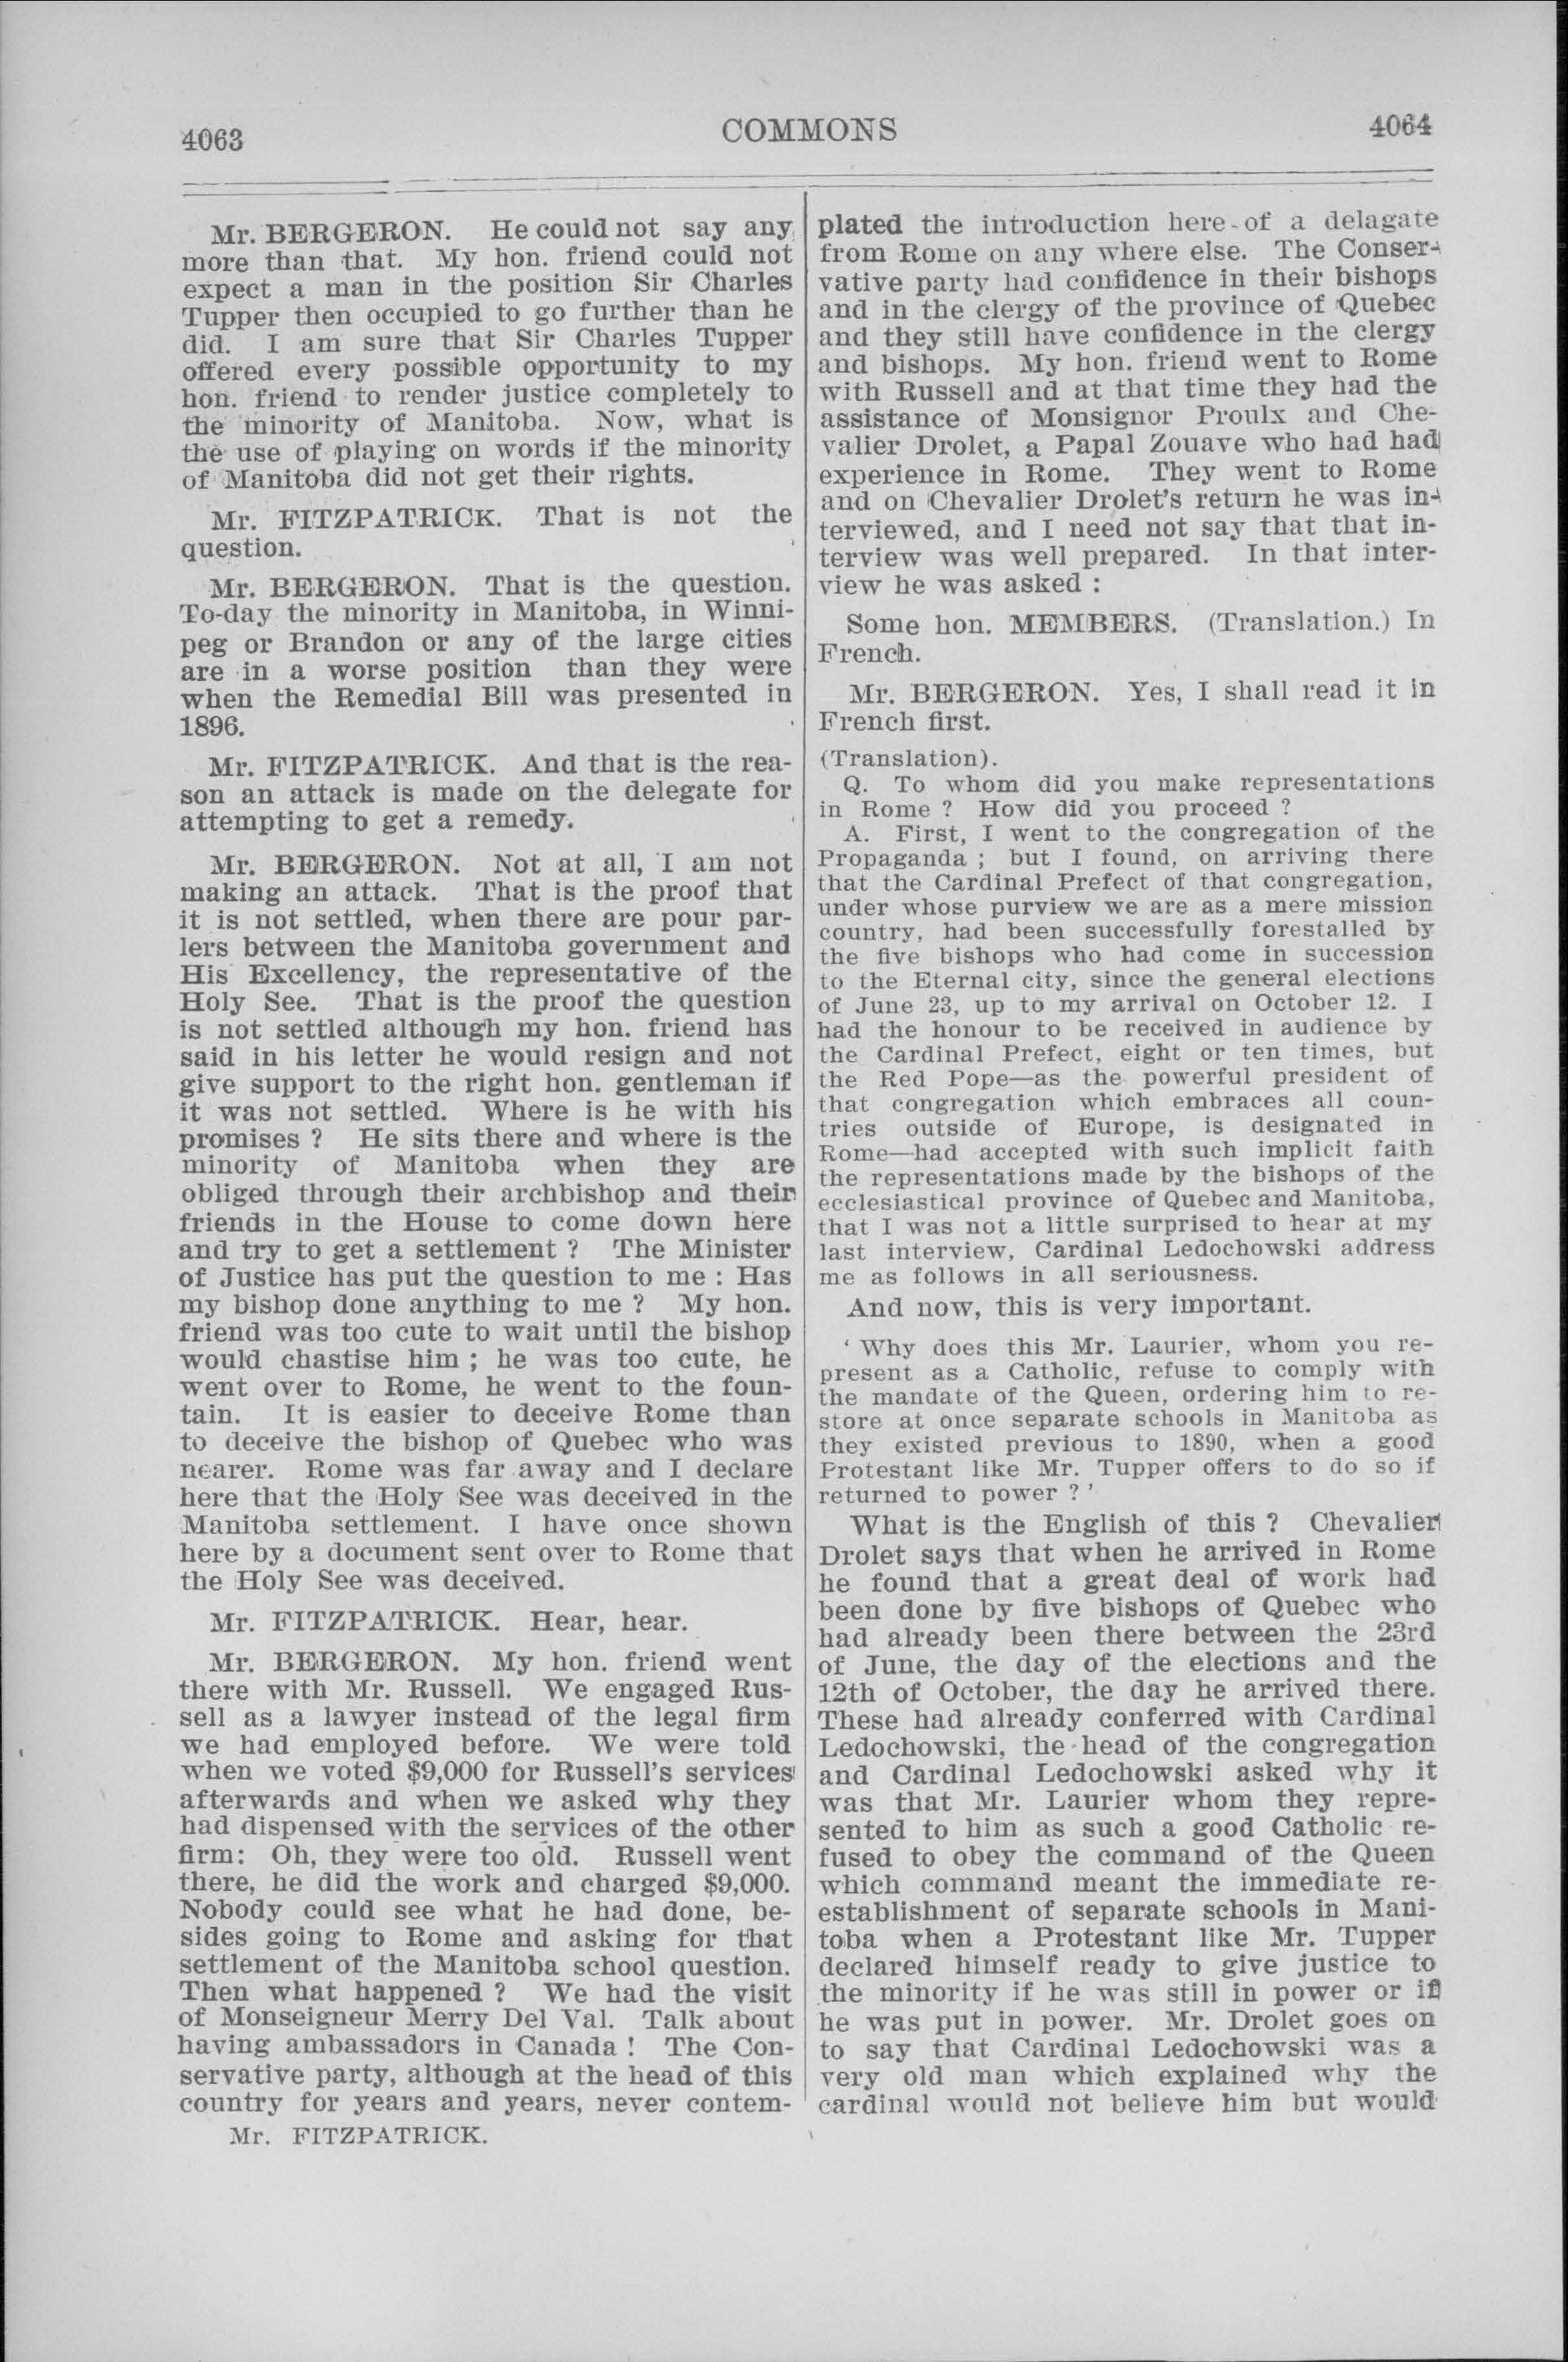 4063
COMMONS
4064
Mr. BERGERON. He could not say any
more than that. My hon. friend could not
expect a man in the position Sir Charles
Tupper then occupied to go further than he
did. I am sure that Sir Charles Tupper
offered every possible opportunity to my
hon. friend to render justice completely to
the minority of Manitoba. Now, what is
the use of playing on words if the minority
of Manitoba did not get their rights.
Mr. FITZPATRICK. That is not the
question.
Mr. BERGERON. That is the question.
To-day the minority in Manitoba, in Winni-
peg or Brandon or any of the large cities
are in a worse position than they were
when the Remedial Bill was presented in
1896.
Mr. FITZPATRICK. And that is the rea-
son an attack is made on the delegate for
attempting to get a remedy.
Mr. BERGERON. Not at all, I am not
making an attack. That is the proof that
it is not settled, when there are pour par-
lers between the Manitoba government and
His Excellency, the representative of the
Holy See. That is the proof the question
is not settled although my hon. friend has
said in his letter he would resign and not
give support to the right hon. gentleman if
it was not settled. Where is he with his
promises ? He sits there and where is the
minority of Manitoba when they are
obliged through their archbishop and their
friends in the House to come down here
and try to get a settlement ? The Minister
of Justice has put the question to me : Has
my bishop done anything to me ? My hon.
friend was too cute to wait until the bishop
would chastise him ; he was too cute, he
went over to Rome, he went to the foun-
tain. It is easier to deceive Rome than
to deceive the bishop of Quebec who was
nearer. Rome was far away and I declare
here that the Holy See was deceived in the
Manitoba settlement. I have once shown
here by a document sent over to Rome that
the Holy See was deceived.
Mr. FITZPATRICK. Hear, hear.
Mr. BERGERON. My hon. friend went
there with Mr. Russell. We engaged Rus-
sell as a lawyer instead of the legal firm
we had employed before. We were told
when we voted $9,000 for Russell's services
afterwards and when we asked why they
had dispensed with the services of the other
firm: Oh, they were too old. Russell went
there, he did the work and charged $9,000.
Nobody could see what he had done, be-
sides going to Rome and asking for that
settlement of the Manitoba school question.
Then what happened ? We had the visit
of Monseigneur Merry Del Val. Talk about
having ambassadors in Canada ! The Con-
servative party, although at the head of this
country for years and years, never contem-
Mr. FITZPATRICK.
plated the introduction here of a delagate
from Rome on any where else. The Conser-
vative party had confidence in their bishops
and in the clergy of the province of Quebec
and they still have confidence in the clergy
and bishops. My hon. friend went to Rome
with Russell and at that time they had the
assistance of Monsignor Proulx and Che-
valier Drolet, a Papal Zouave who had had
experience in Rome. They went to Rome
and on Chevalier Drolet's return he was in-
terviewed, and I need not say that that in-
terview was well prepared. In that inter-
view he was asked :
Some hon. MEMBERS. (Translation.) In
French.
Mr. BERGERON. Yes, I shall read it in
French first.
(Translation).
Q. To whom did you make representations
in Rome ? How did you proceed ?
A. First, I went to the congregation of the
Propaganda ; but I found, on arriving there
that the Cardinal Prefect of that congregation,
under whose purview we are as a mere mission
country, had been successfully forestalled by
the five bishops who had come in succession
to the Eternal city, since the general elections
of June 23, up to my arrival on October 12. I
had the honour to be received in audience by
the Cardinal Prefect, eight or ten times, but
the Red Pope—as the powerful president of
that congregation which embraces all coun-
tries outside of Europe, is designated in
Rome—had accepted with such implicit faith
the representations made by the bishops of the
ecclesiastical province of Quebec and Manitoba,
that I was not a little surprised to hear at my
last interview, Cardinal Ledochowski address
me as follows in all seriousness.
And now, this is very important.
' Why does this Mr. Laurier, whom you re-
present as a Catholic, refuse to comply with
the mandate of the Queen, ordering him to re-
store at once separate schools in Manitoba as
they existed previous to 1890, when a good
Protestant like Mr. Tupper offers to do so if
returned to power ? '
What is the English of this ? Chevalier
Drolet says that when he arrived in Rome
he found that a great deal of work had
been done by five bishops of Quebec who
had already been there between the 23rd
of June, the day of the elections and the
12th of October, the day he arrived there.
These had already conferred with Cardinal
Ledochowski, the head of the congregation
and Cardinal Ledochowski asked why it
was that Mr. Laurier whom they repre-
sented to him as such a good Catholic re-
fused to obey the command of the Queen
which command meant the immediate re-
establishment of separate schools in Mani-
toba when a Protestant like Mr. Tupper
declared himself ready to give justice to
the minority if he was still in power or if
he was put in power. Mr. Drolet goes on
to say that Cardinal Ledochowski was a
very old man which explained why the
cardinal would not believe him but would